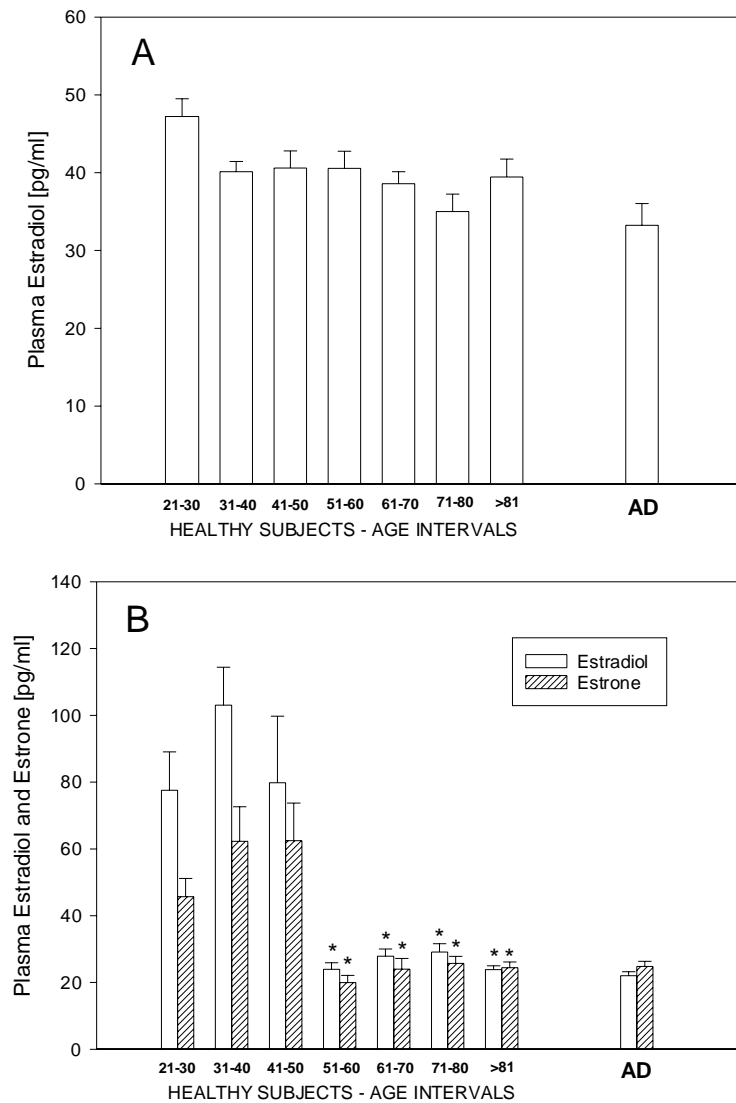 A
Plasma Estradiol [pg/ml]
60
50
40
30
20
10
0
21-30 31-40 41-50 51-60 61-70 71-80 >81 AD
HEALTHY SUBJECTS - AGE INTERVALS
B
Plasma Estradiol and Estrone [pg/ml]
140
120
100
80
60
40
20
0
Estradiol
Estrone
* * * * * * * *
21-30 31-40 41-50 51-60 61-70 71-80 >81 AD
HEALTHY SUBJECTS - AGE INTERVALS